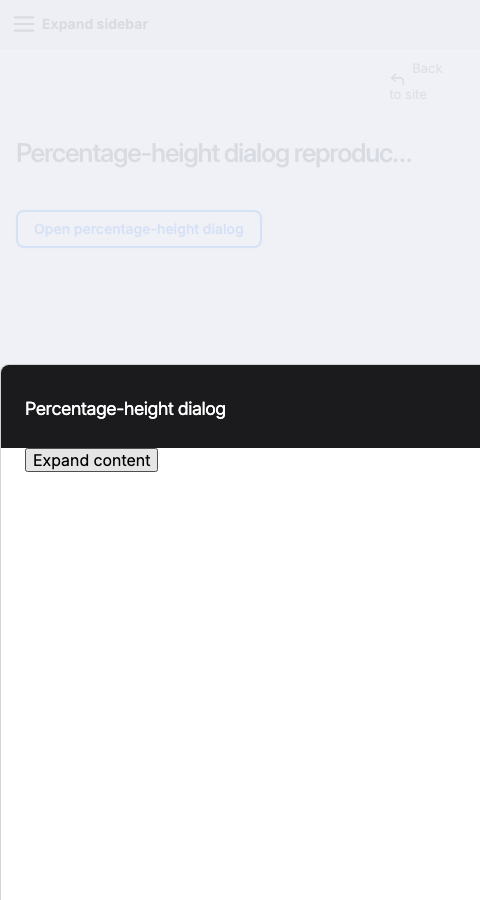 Expand sidebar
Back
to site
Percentage-height dialog reproduc...
Open percentage-height dialog
Percentage-height dialog
Expand content